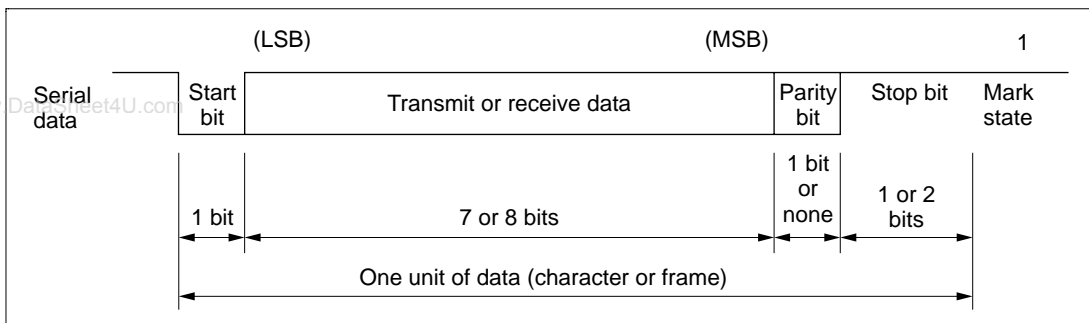 (LSB) (MSB) 1
Serial data
Start bit
Transmit or receive data
Parity bit
Stop bit
Mark state
.DataSheet4U.com
1 bit
7 or 8 bits
1 bit or none
1 or 2 bits
One unit of data (character or frame)